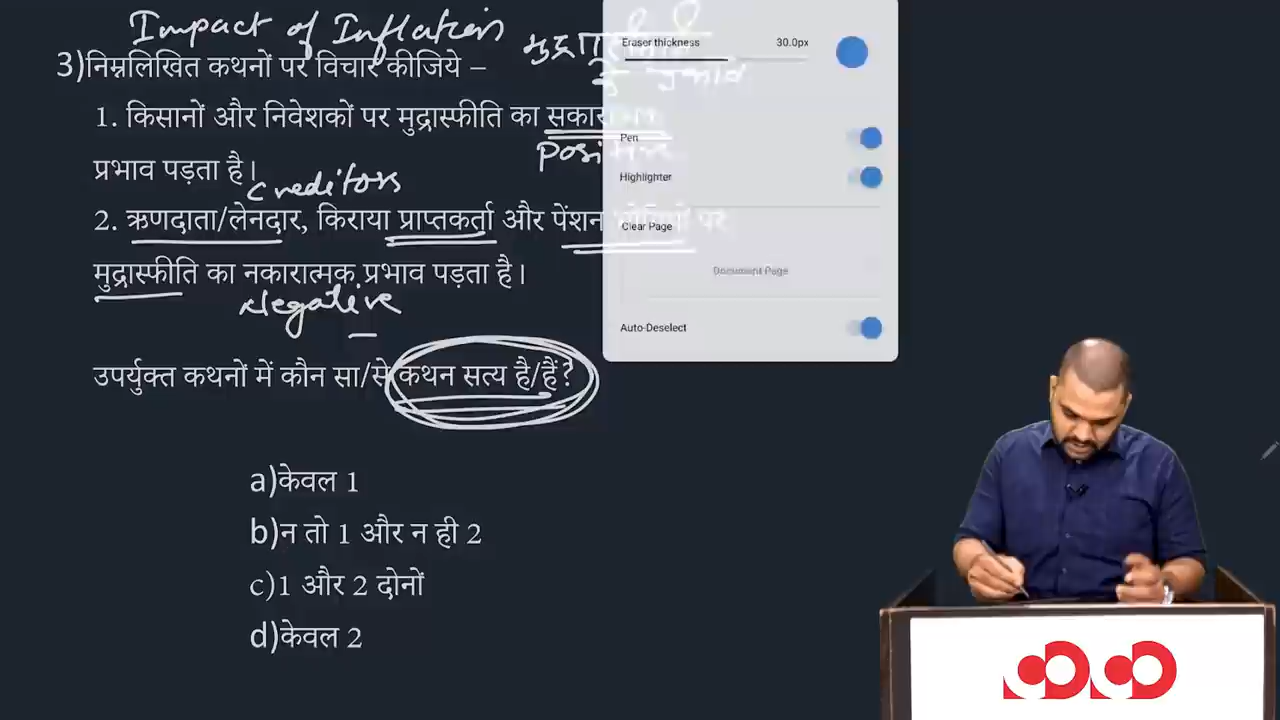 Impact of Inflation
3)निम्नलिखित कथनों पर विचार कीजिये –
1. किसानों और निवेशकों पर मुद्रास्फीति का
Positive
प्रभाव पड़ता है।
Creditors
2. ऋणदाता/लेनदार, किराया प्राप्तकर्ता और पेंशन पर
मुद्रास्फीति का नकारात्मक प्रभाव पड़ता है।
Negative
उपर्युक्त कथनों में कौन सा/से कथन सत्य है/हैं?
a)केवल 1
b)न तो 1 और न ही 2
c)1 और 2 दोनों
d)केवल 2
Eraser thickness 30.0px
Pen
Highlighter
Clear Page
Document Page
Auto-Deselect